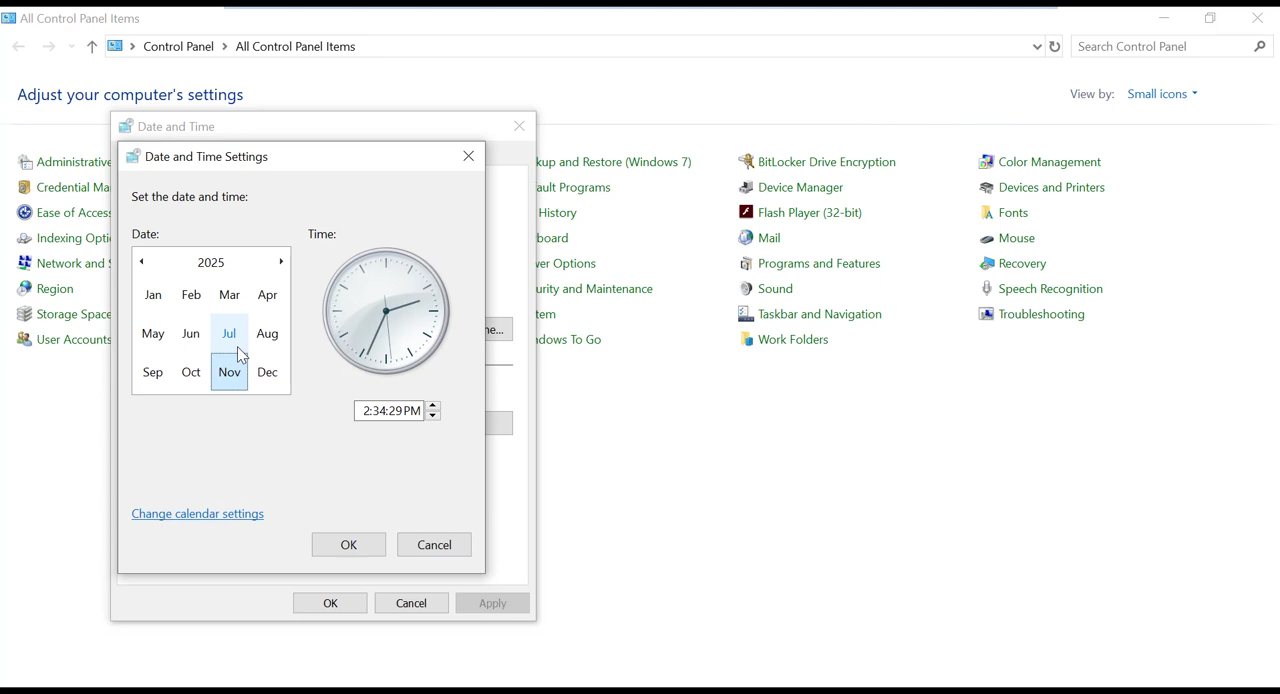 All Control Panel Items
Control Panel All Control Panel Items
Search Control Panel
Adjust your computer's settings
View by: Small icons
Date and Time
Date and Time Settings
Set the date and time:
Date: Time:
2025
Jan Feb Mar Apr
May Jun Jul Aug
Sep Oct Nov Dec
2:34:29 PM
Change calendar settings
OK Cancel
OK Cancel Apply
Administrative
Credential Ma
Ease of Access
Indexing Opti
Network and S
Region
Storage Space
User Accounts
kup and Restore (Windows 7)
ault Programs
History
board
wer Options
urity and Maintenance
tem
dows To Go
ne...
BitLocker Drive Encryption
Device Manager
Flash Player (32-bit)
Mail
Programs and Features
Sound
Taskbar and Navigation
Work Folders
Color Management
Devices and Printers
Fonts
Mouse
Recovery
Speech Recognition
Troubleshooting